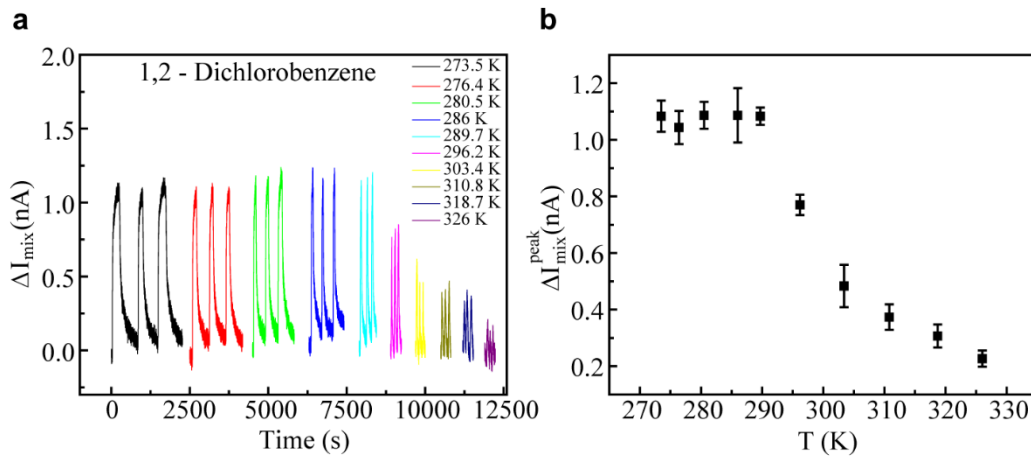 a
2.0
1.5
1.0
0.5
0.0
ΔI_mix(nA)
1,2 - Dichlorobenzene
273.5 K
276.4 K
280.5 K
286 K
289.7 K
296.2 K
303.4 K
310.8 K
318.7 K
326 K
0 2500 5000 7500 10000 12500
Time (s)
b
1.2
1.0
0.8
0.6
0.4
0.2
ΔI_mix^peak(nA)
270 280 290 300 310 320 330
T (K)